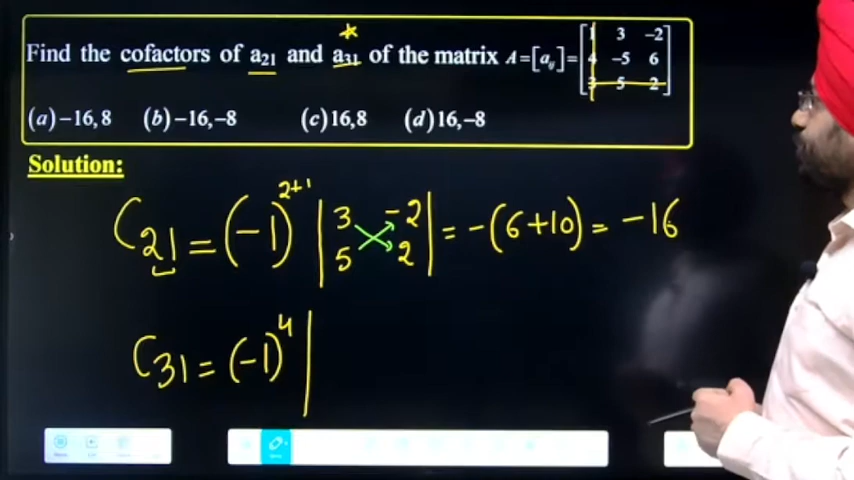 Find the cofactors of a₂₁ and a₃₁ of the matrix A=[aᵢⱼ]=[1 3 -2
4 -5 6
3 5 2]
(a) -16,8 (b) -16,-8 (c) 16,8 (d) 16,-8
Solution:
C₂₁ = (-1)²⁺¹ |3 -2
5 2| = -(6+10) = -16
C₃₁ = (-1)⁴ |